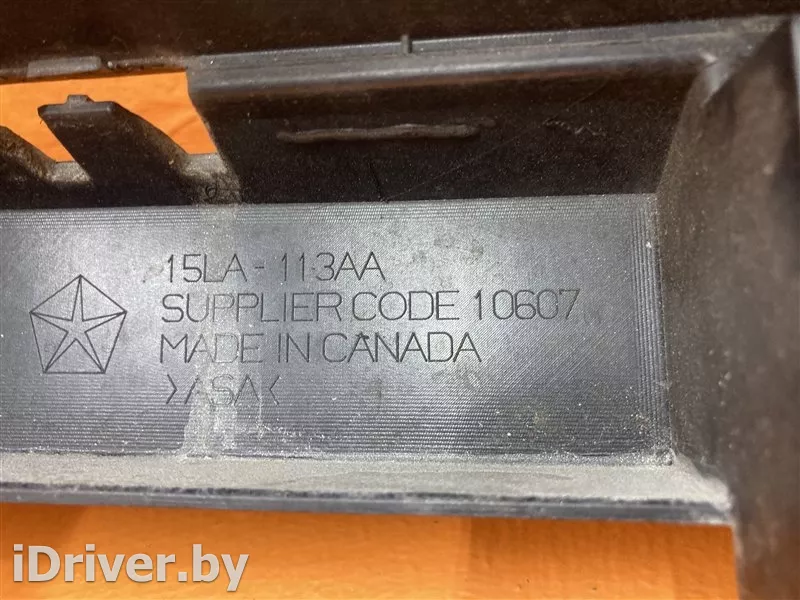 15LA-113AA
SUPPLIER CODE 10607
MADE IN CANADA
>ASA<
iDriver.by